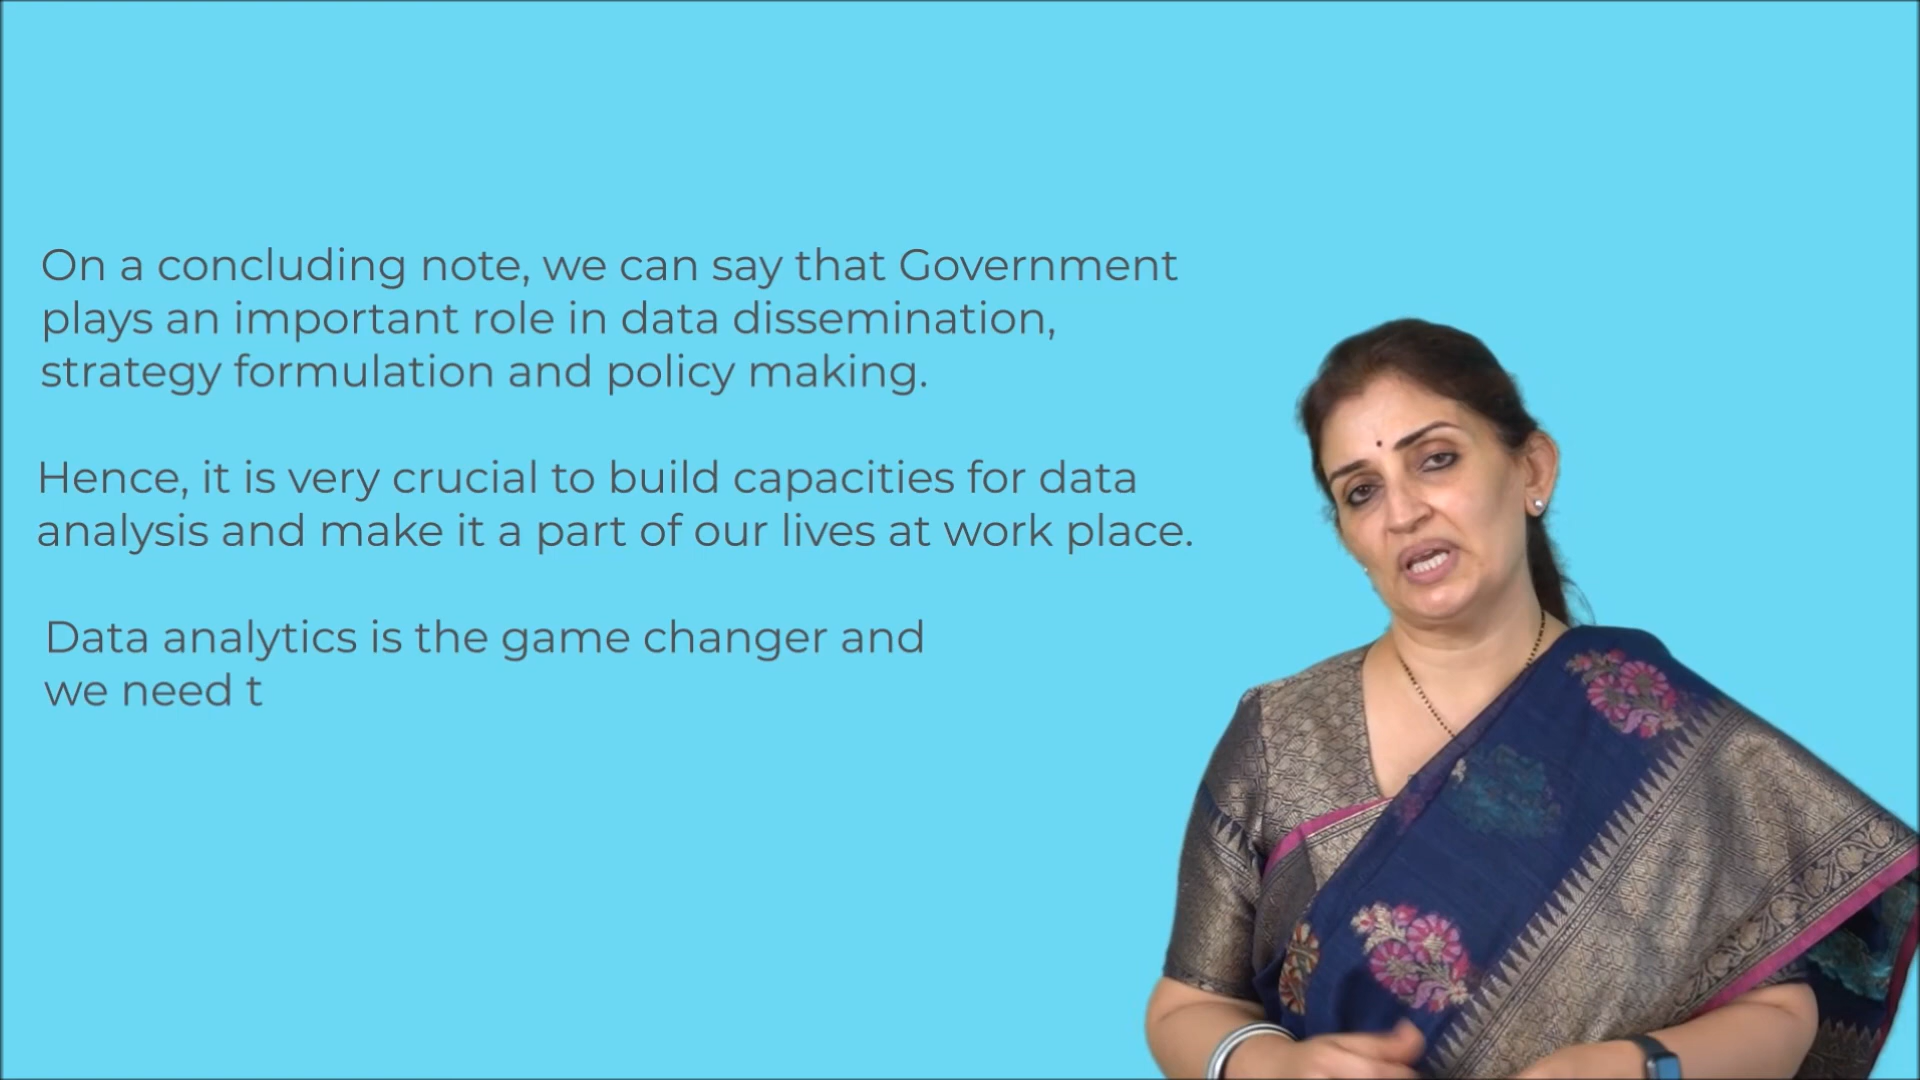 On a concluding note, we can say that Government
plays an important role in data dissemination,
strategy formulation and policy making.
Hence, it is very crucial to build capacities for data
analysis and make it a part of our lives at work place.
Data analytics is the game changer and
we need t